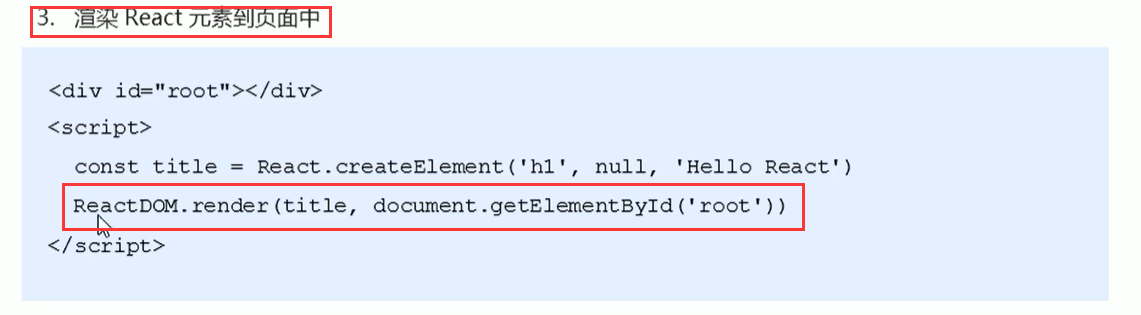 3. 渲染 React 元素到页面中
<div id="root"></div>
<script>
const title = React.createElement('h1', null, 'Hello React')
ReactDOM.render(title, document.getElementById('root'))
</script>